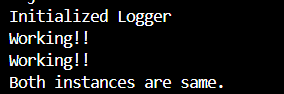 Initialized Logger
Working!!
Working!!
Both instances are same.